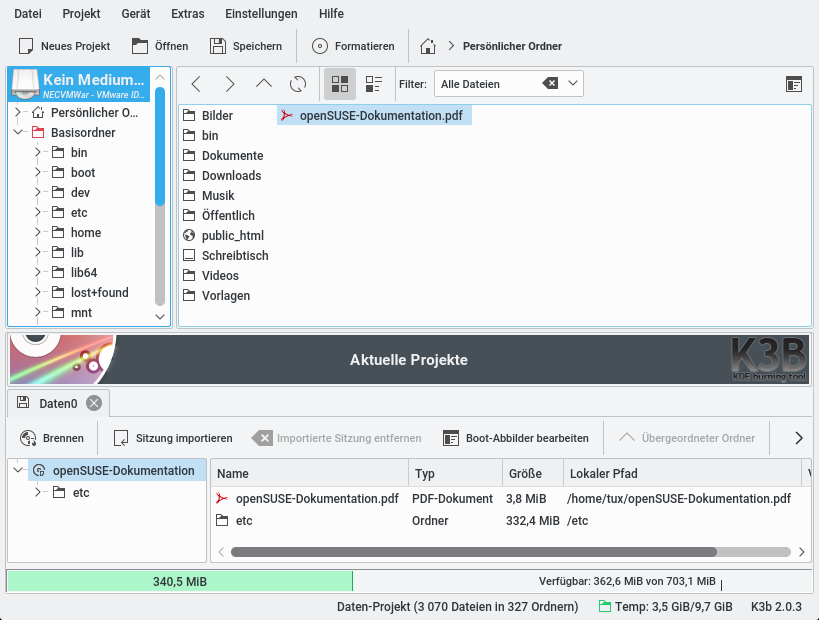 Datei Projekt Gerät Extras Einstellungen Hilfe
Neues Projekt Öffnen Speichern Formatieren Persönlicher Ordner
Kein Medium...
NECVMWar - VMware ID...
Filter: Alle Dateien
Persönlicher O...
Basisordner
bin
boot
dev
etc
home
lib
lib64
lost+found
mnt
Bilder
bin
Dokumente
Downloads
Musik
Öffentlich
public_html
Schreibtisch
Videos
Vorlagen
openSUSE-Dokumentation.pdf
Aktuelle Projekte
K3B
KDE burning tool
Daten0
Brennen Sitzung importieren Importierte Sitzung entfernen Boot-Abbilder bearbeiten Übergeordneter Ordner
openSUSE-Dokumentation
etc
Name Typ Größe Lokaler Pfad
openSUSE-Dokumentation.pdf PDF-Dokument 3,8 MiB /home/tux/openSUSE-Dokumentation.pdf
etc Ordner 332,4 MiB /etc
340,5 MiB Verfügbar: 362,6 MiB von 703,1 MiB
Daten-Projekt (3 070 Dateien in 327 Ordnern) Temp: 3,5 GiB/9,7 GiB K3b 2.0.3